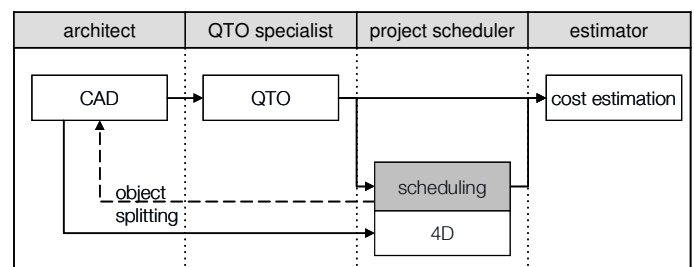 architect
QTO specialist
project scheduler
estimator
CAD
QTO
cost estimation
scheduling
object
splitting
4D